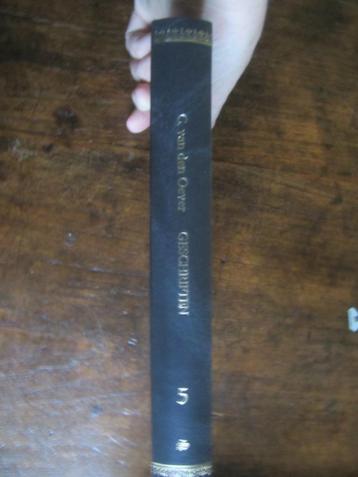 C. van den Oever GESCHRIFTEN
5